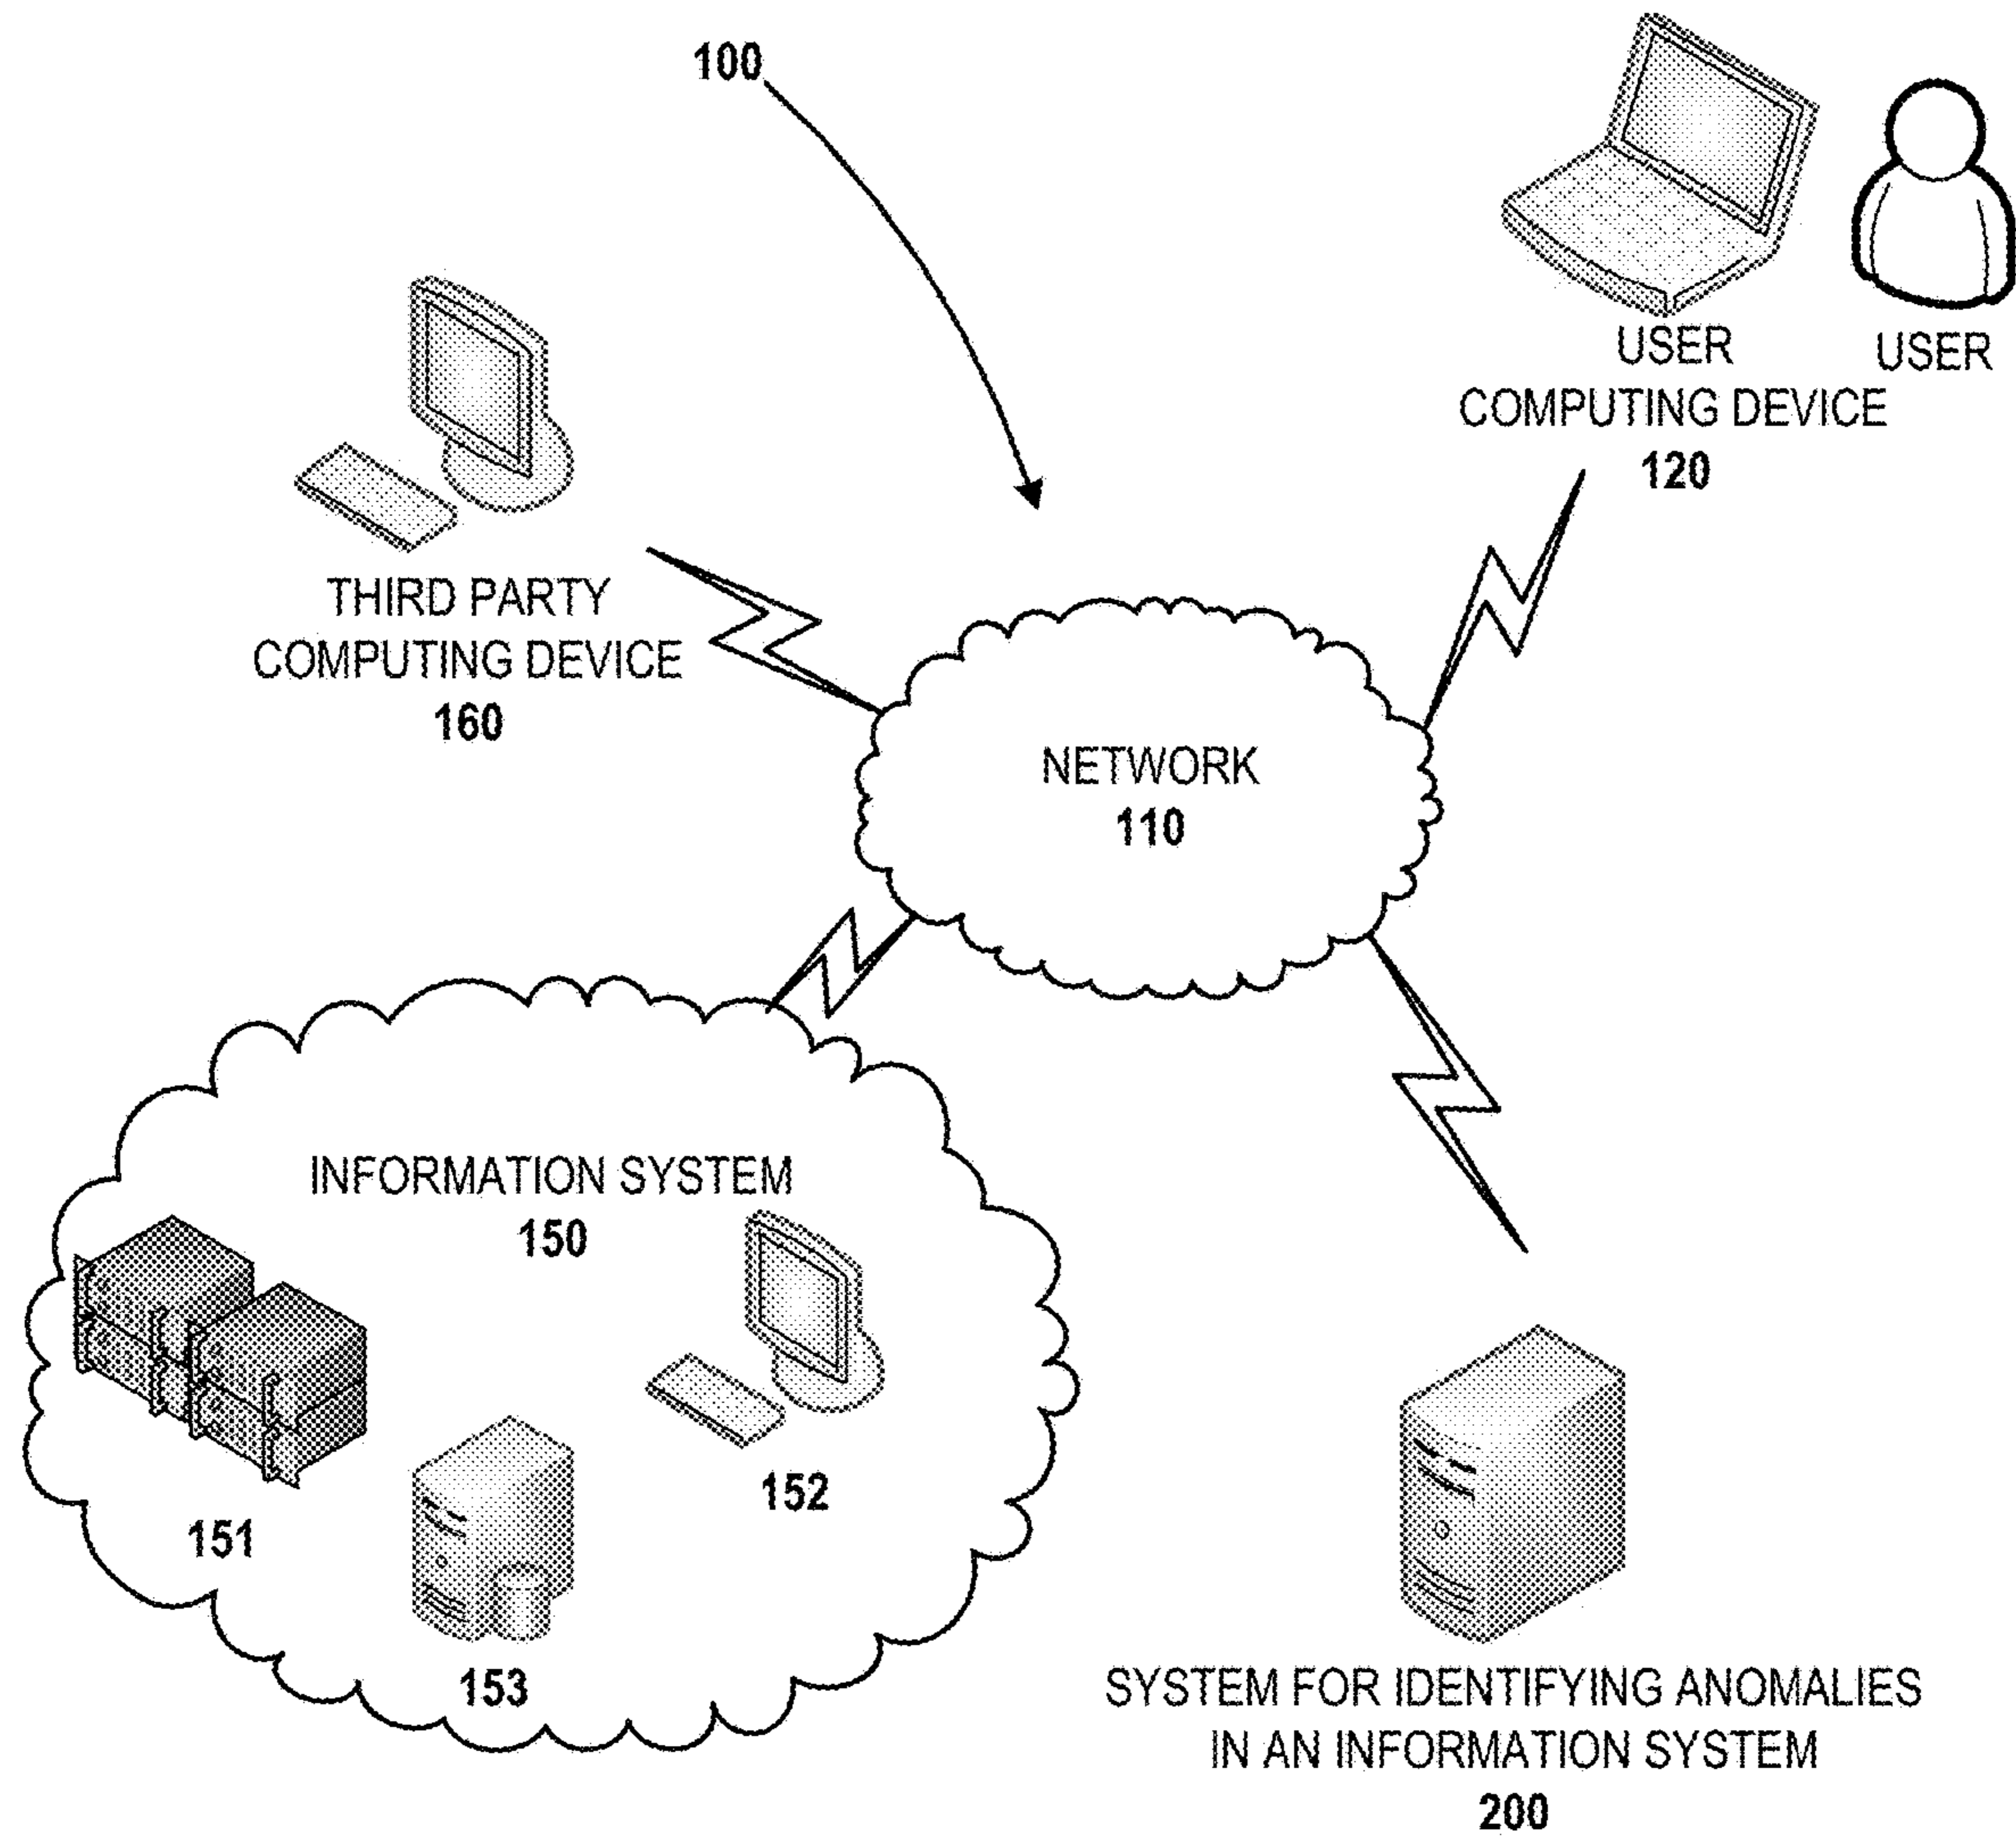 100
USER
COMPUTING DEVICE
120
USER
THIRD PARTY
COMPUTING DEVICE
160
NETWORK
110
INFORMATION SYSTEM
150
151
152
153
SYSTEM FOR IDENTIFYING ANOMALIES
IN AN INFORMATION SYSTEM
200